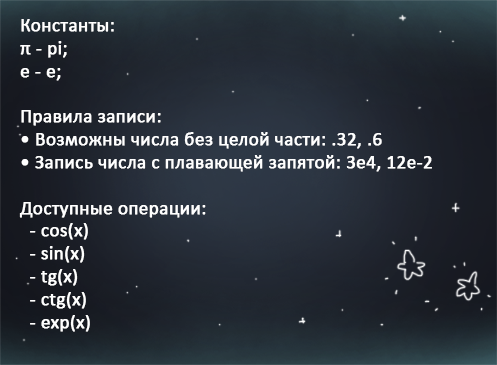 Константы:
π - pi;
e - e;
Правила записи:
• Возможны числа без целой части: .32, .6
• Запись числа с плавающей запятой: 3e4, 12e-2
Доступные операции:
- cos(x)
- sin(x)
- tg(x)
- ctg(x)
- exp(x)